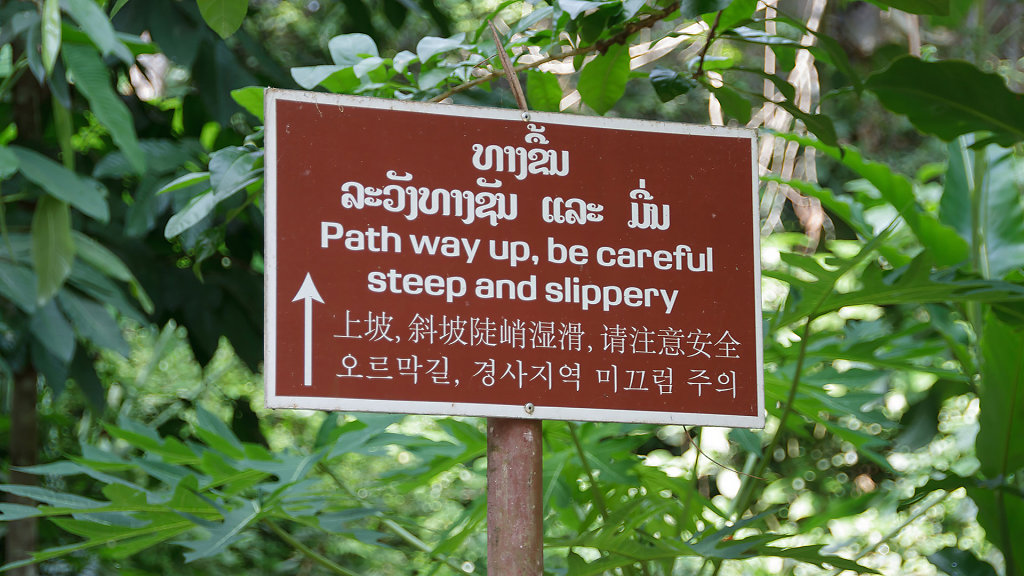 ທາງຂຶ້ນ
ລະວັງທາງຊັນ ແລະ ມື່ນ
Path way up, be careful
steep and slippery
上坡, 斜坡陡峭湿滑, 请注意安全
오르막길, 경사지역 미끄럼 주의